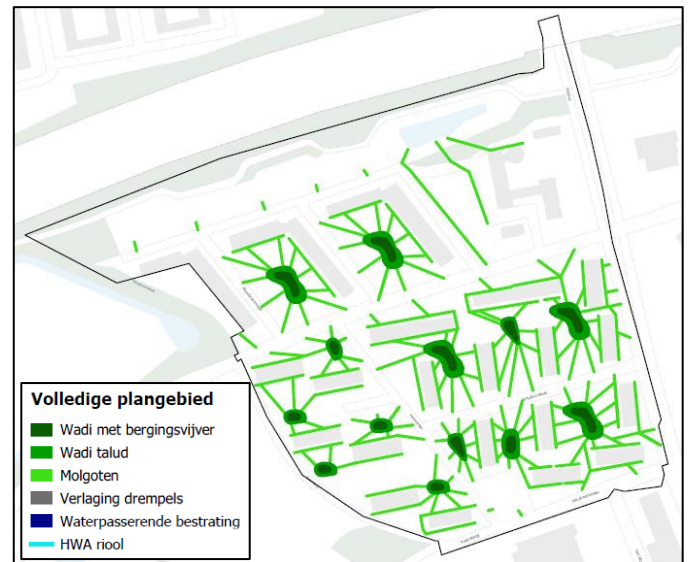 Volledige plangebied
Wadi met bergingsvijver
Wadi talud
Molgoten
Verlaging drempels
Waterpasserende bestrating
HWA riool